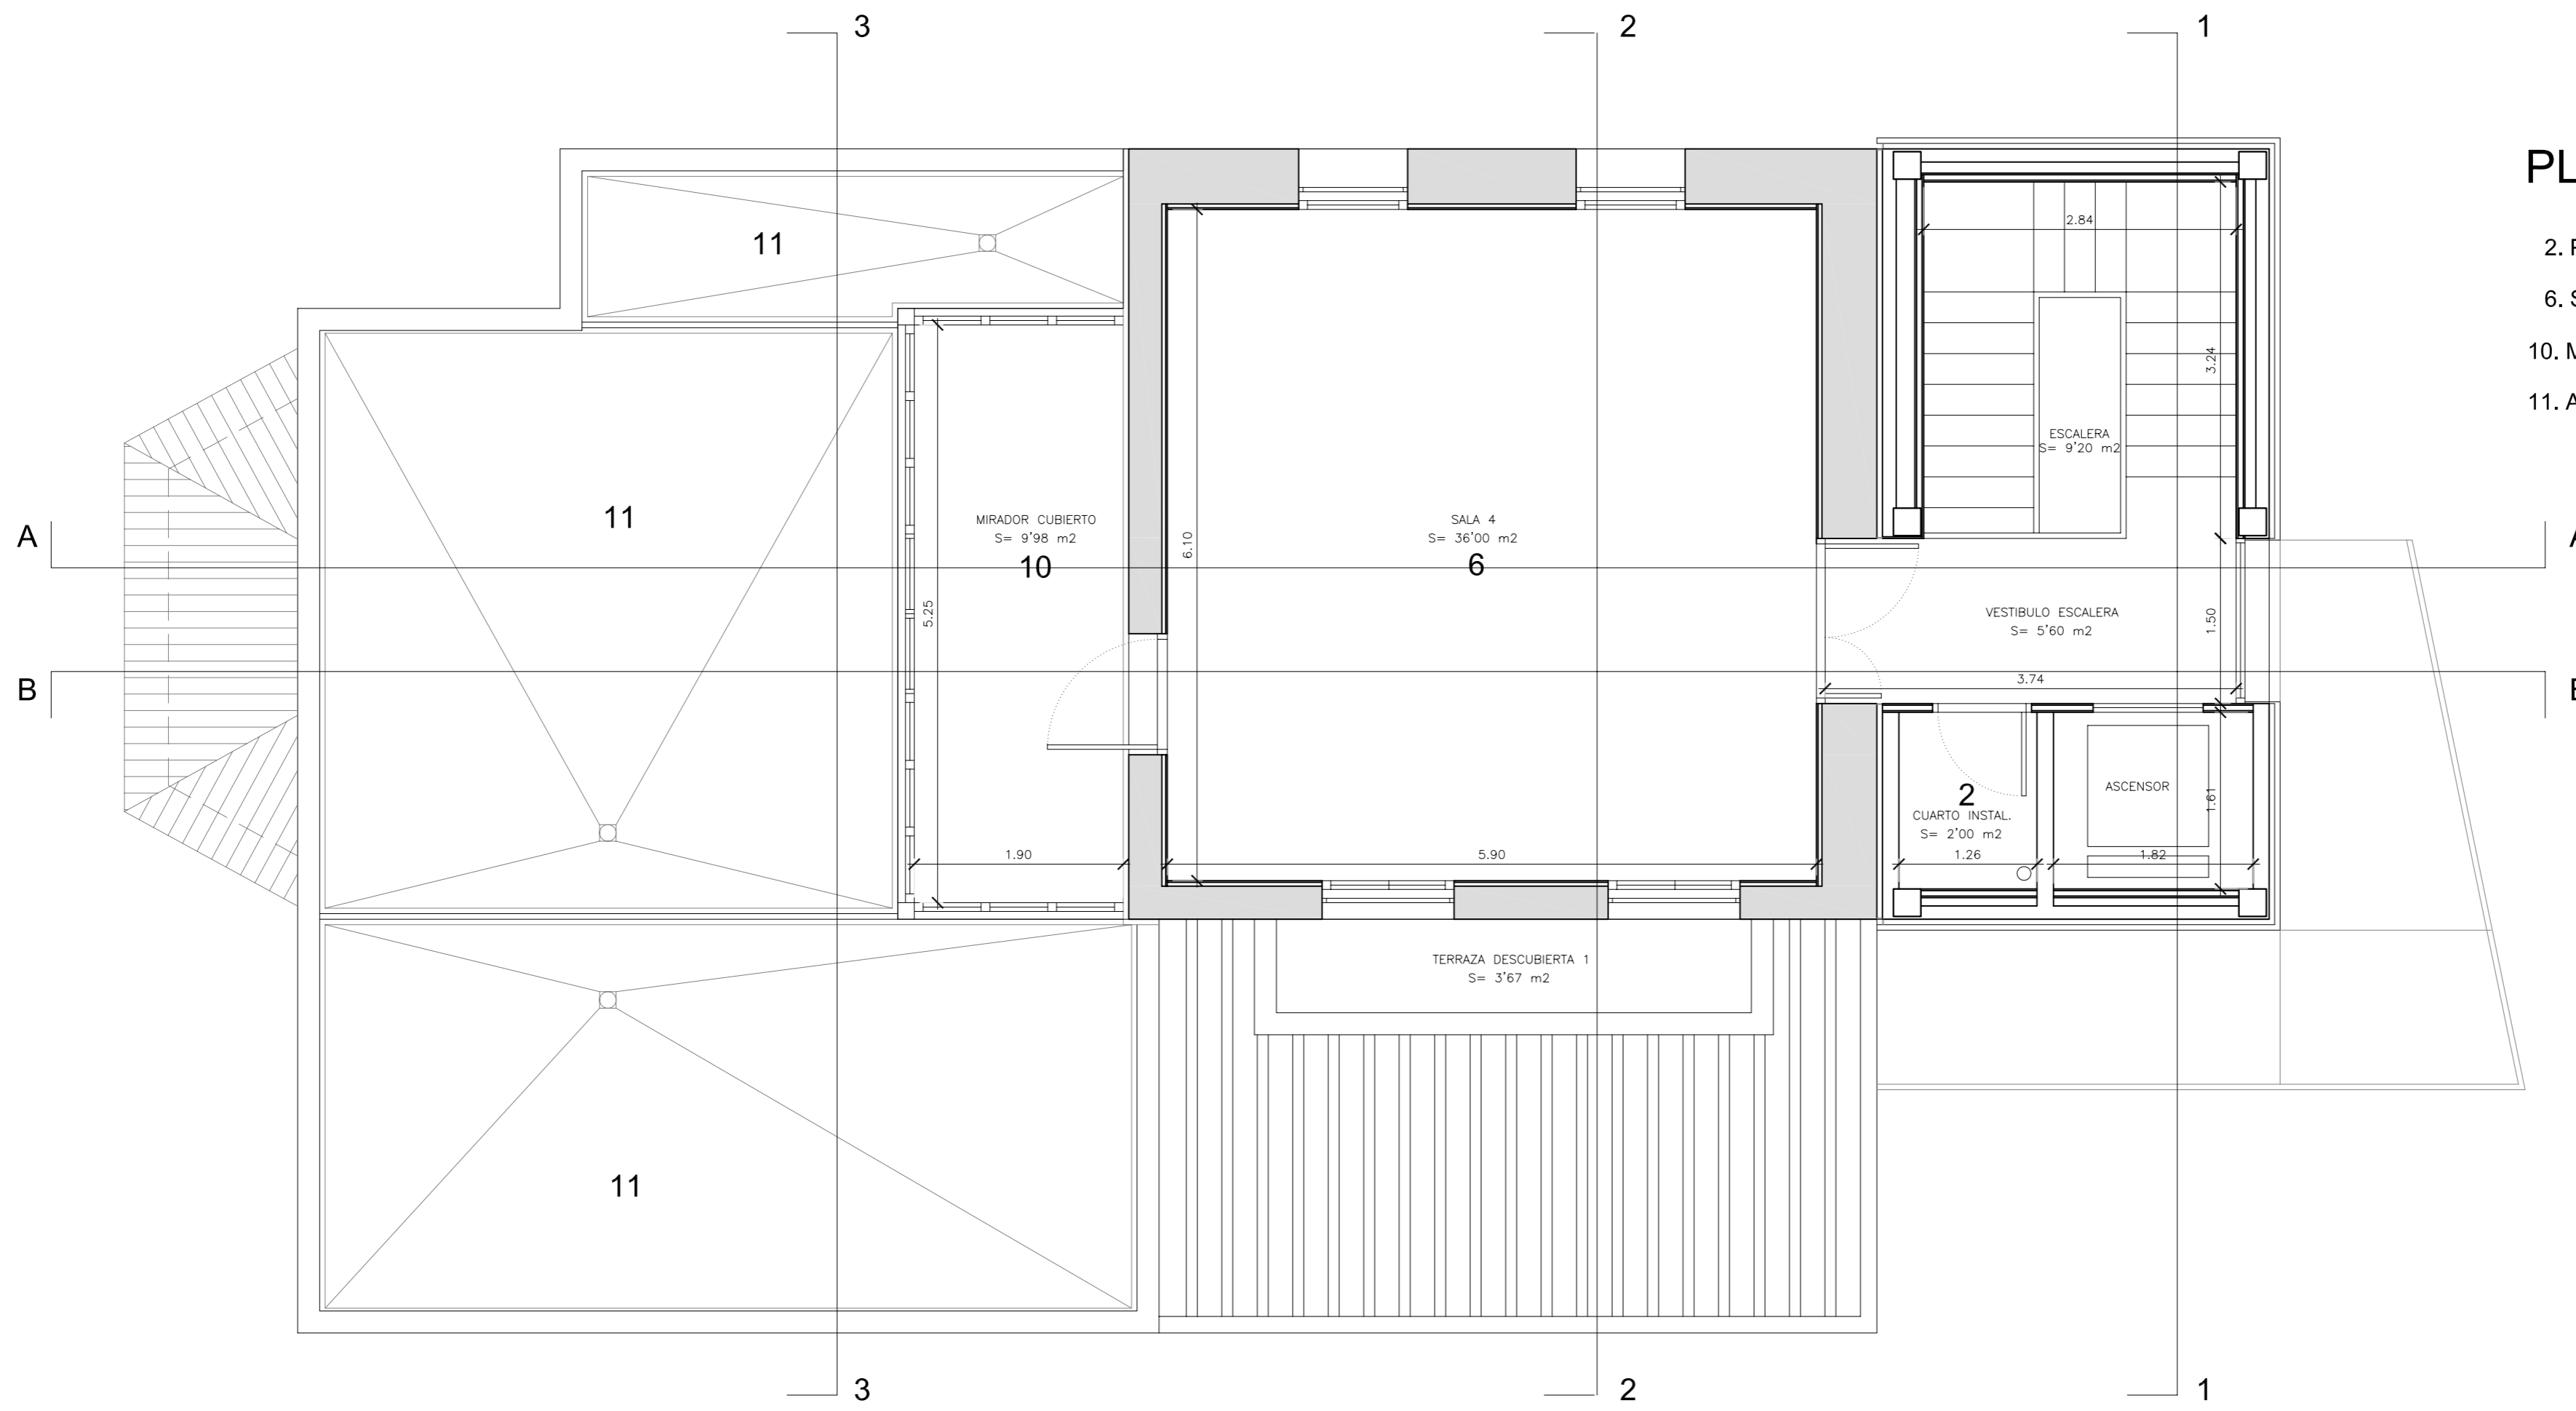 3
2
1
PL
2. P
6. S
10. M
11. A
11
2.84
3.24
ESCALERA
S= 9'20 m2
11
A
MIRADOR CUBIERTO
S= 9'98 m2
10
5.25
6.10
SALA 4
S= 36'00 m2
6
VESTIBULO ESCALERA
S= 5'60 m2
1.50
3.74
B
2
CUARTO INSTAL.
S= 2'00 m2
ASCENSOR
1.61
1.90
5.90
1.26
1.82
TERRAZA DESCUBIERTA 1
S= 3'67 m2
11
3
2
1